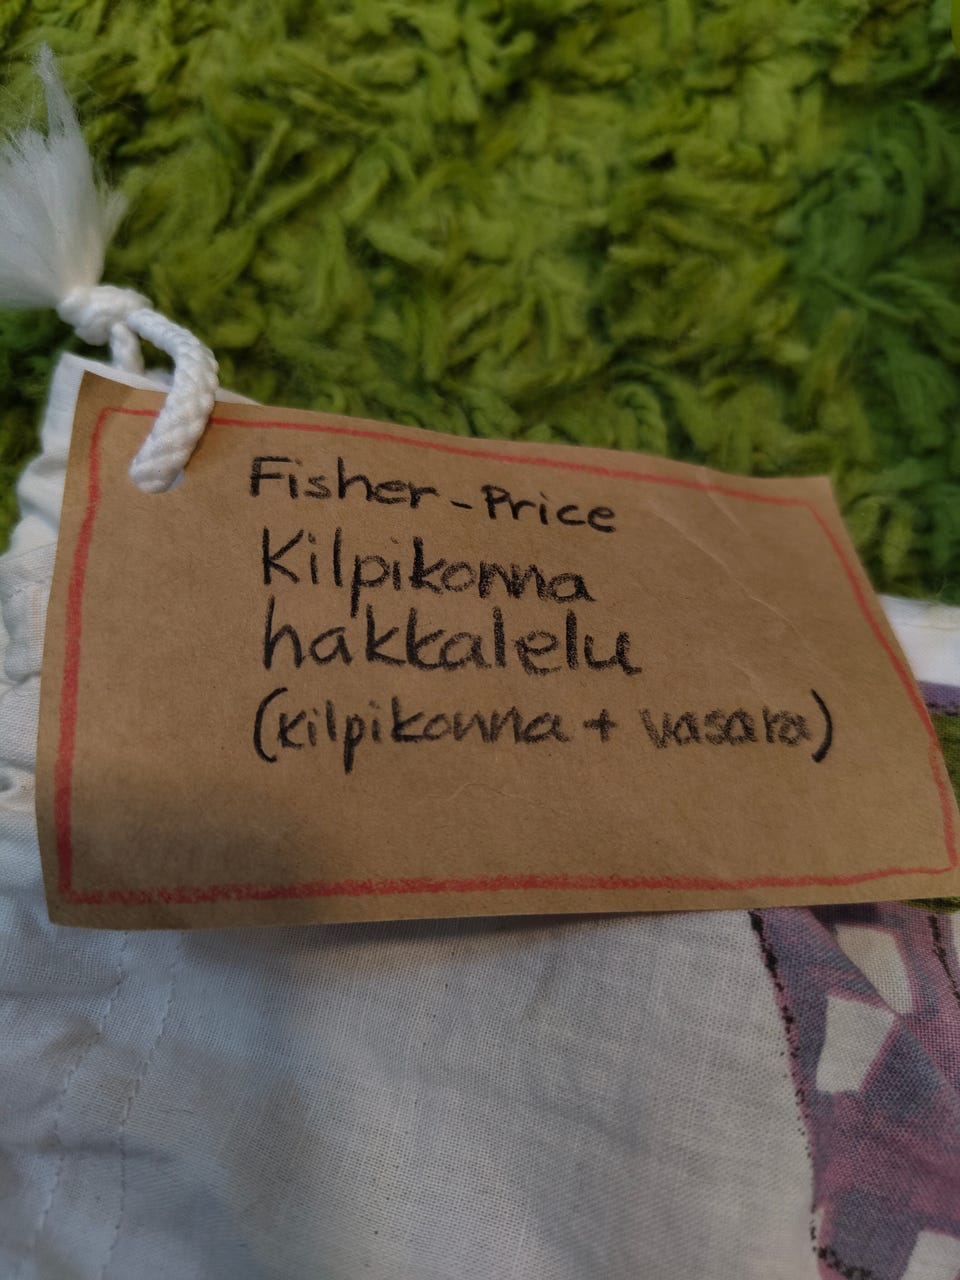 Fisher-Price
Kilpikonna
hakkalelu
(kilpikonna + vasara)